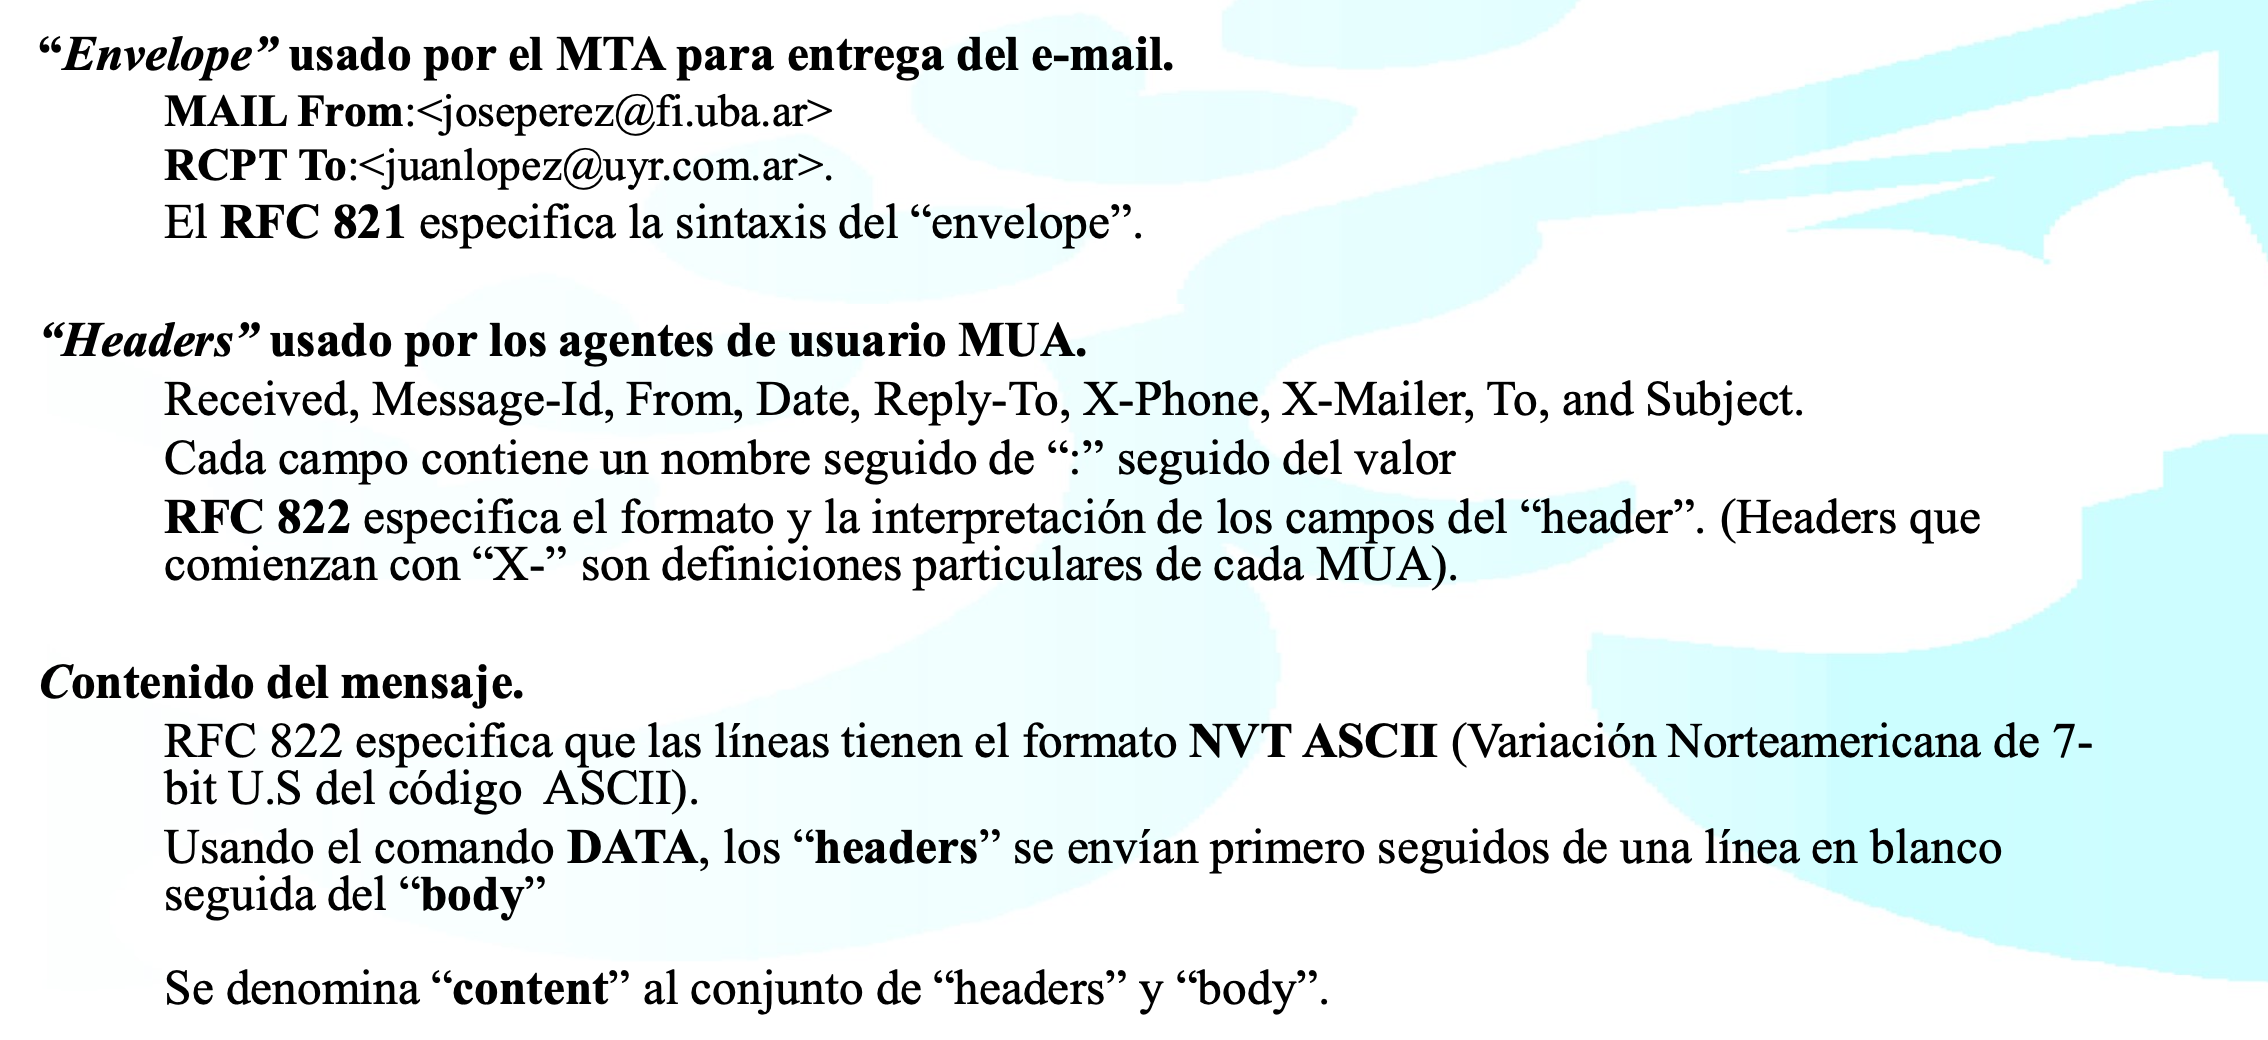 “Envelope” usado por el MTA para entrega del e-mail.
MAIL From:<joseperez@fi.uba.ar>
RCPT To:<juanlopez@uyr.com.ar>.
El RFC 821 especifica la sintaxis del “envelope”.
“Headers” usado por los agentes de usuario MUA.
Received, Message-Id, From, Date, Reply-To, X-Phone, X-Mailer, To, and Subject.
Cada campo contiene un nombre seguido de “:” seguido del valor
RFC 822 especifica el formato y la interpretación de los campos del “header”. (Headers que
comienzan con “X-” son definiciones particulares de cada MUA).
Contenido del mensaje.
RFC 822 especifica que las líneas tienen el formato NVT ASCII (Variación Norteamericana de 7-
bit U.S del código  ASCII).
Usando el comando DATA, los “headers” se envían primero seguidos de una línea en blanco
seguida del “body”
Se denomina “content” al conjunto de “headers” y “body”.